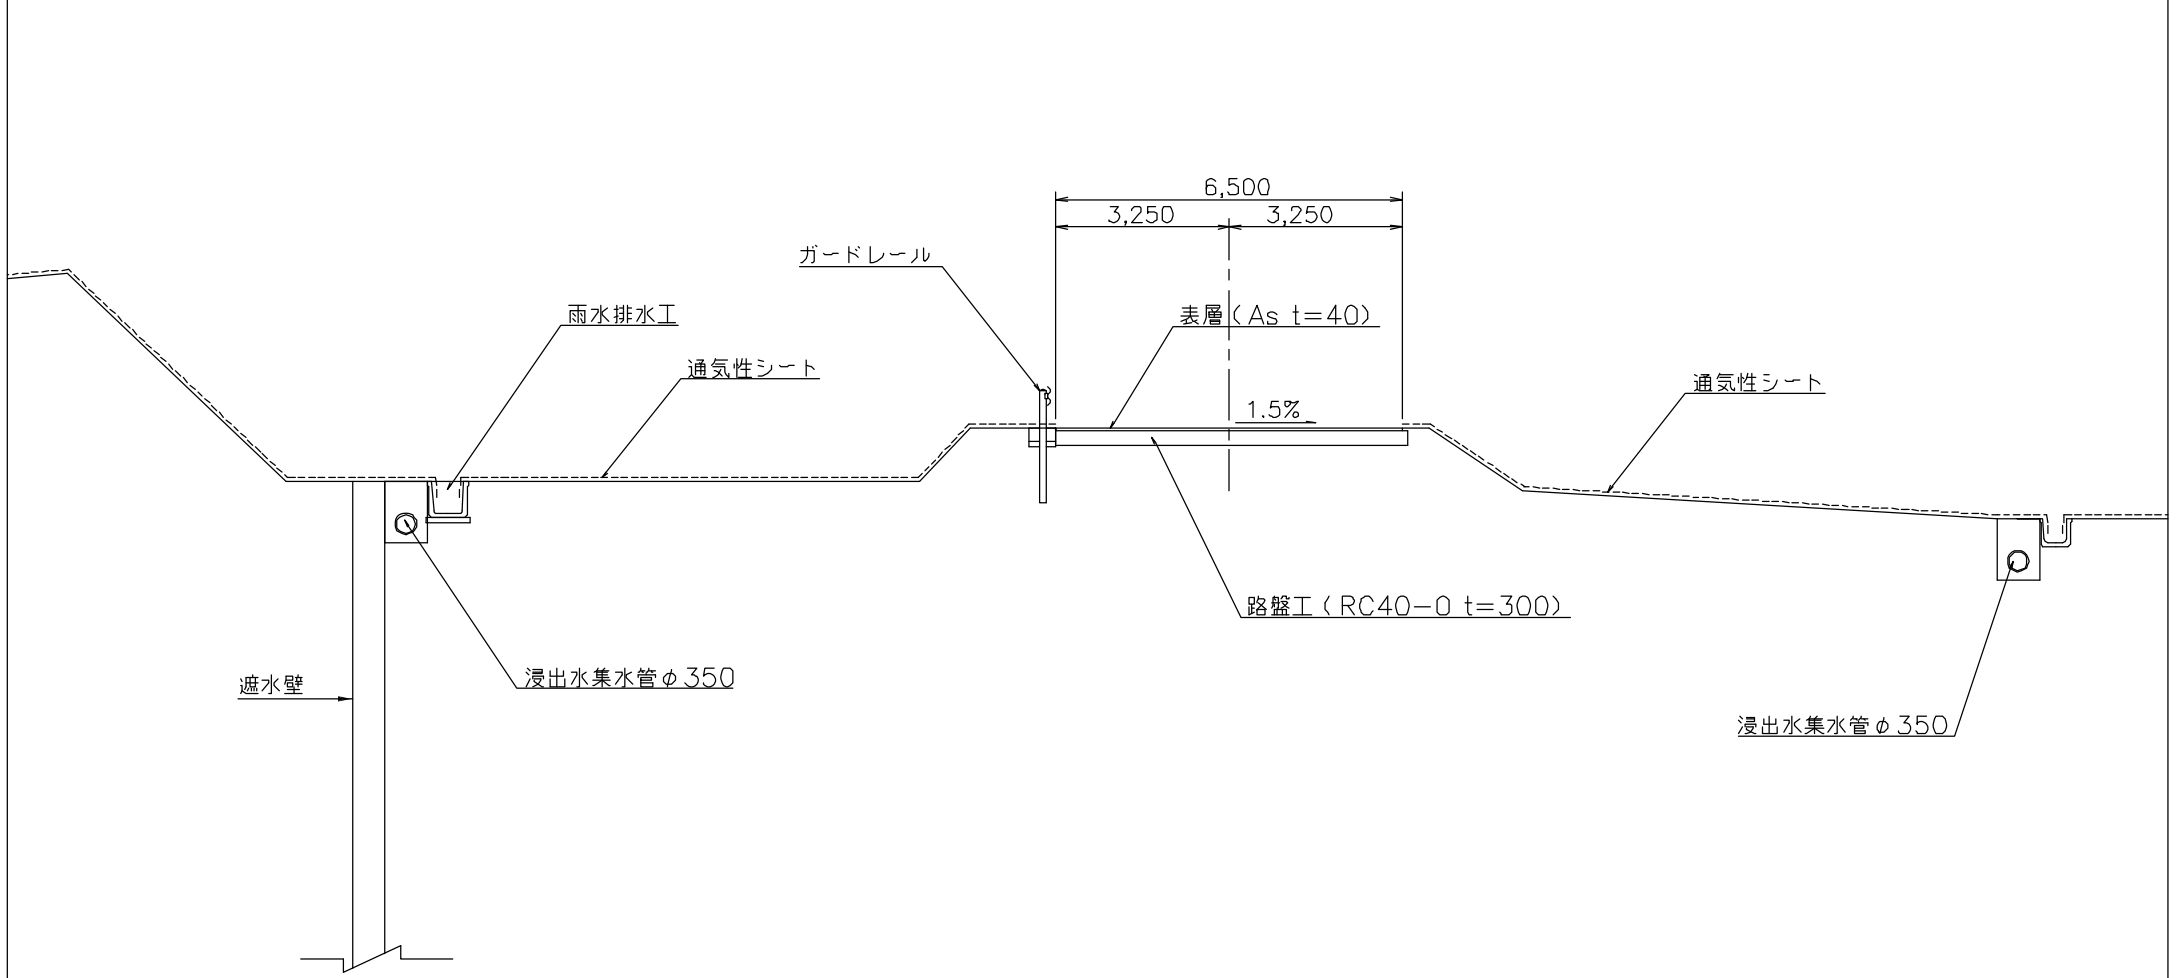 6,500
3,250
3,250
ガードレール
雨水排水工
表層(As t=40)
通気性シート
通気性シート
1.5%
路盤工(RC40-0 t=300)
浸出水集水管φ350
遮水壁
浸出水集水管φ350